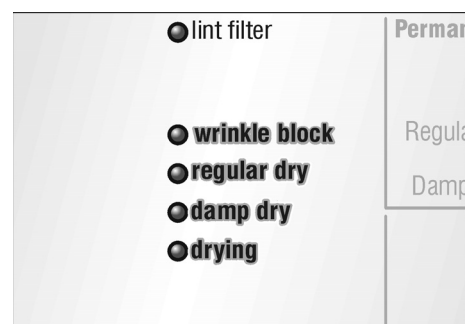 lint filter
wrinkle block
regular dry
damp dry
drying